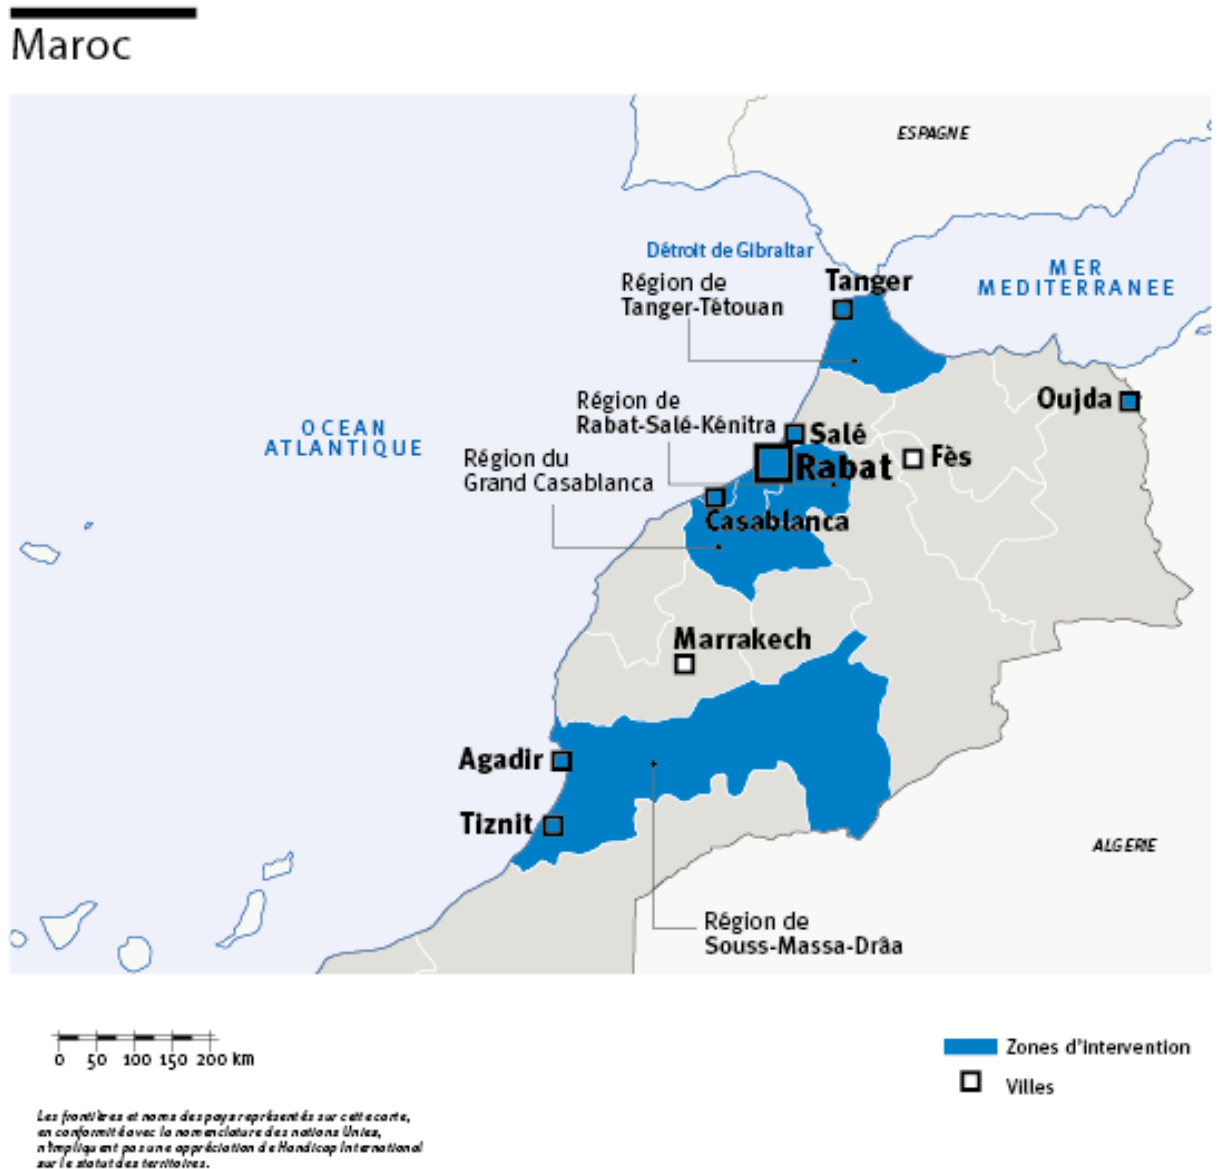 Maroc
ESPAGNE
Détroit de Gibraltar
MER
MEDITERRANEE
Région de
Tanger-Tétouan
Tanger
Oujda
Région de
Rabat-Salé-Kénitra
Salé
Rabat
Fès
OCEAN
ATLANTIQUE
Région du
Grand Casablanca
Casablanca
Marrakech
Agadir
Tiznit
ALGERIE
Région de
Souss-Massa-Drâa
0 50 100 150 200 km
Zones d'intervention
Villes
Les frontières et noms des pays représentés sur cette carte,
en conformité avec la nomenclature des nations Unies,
n'impliquent pas une appréciation de Handicap International
sur le statut des territoires.